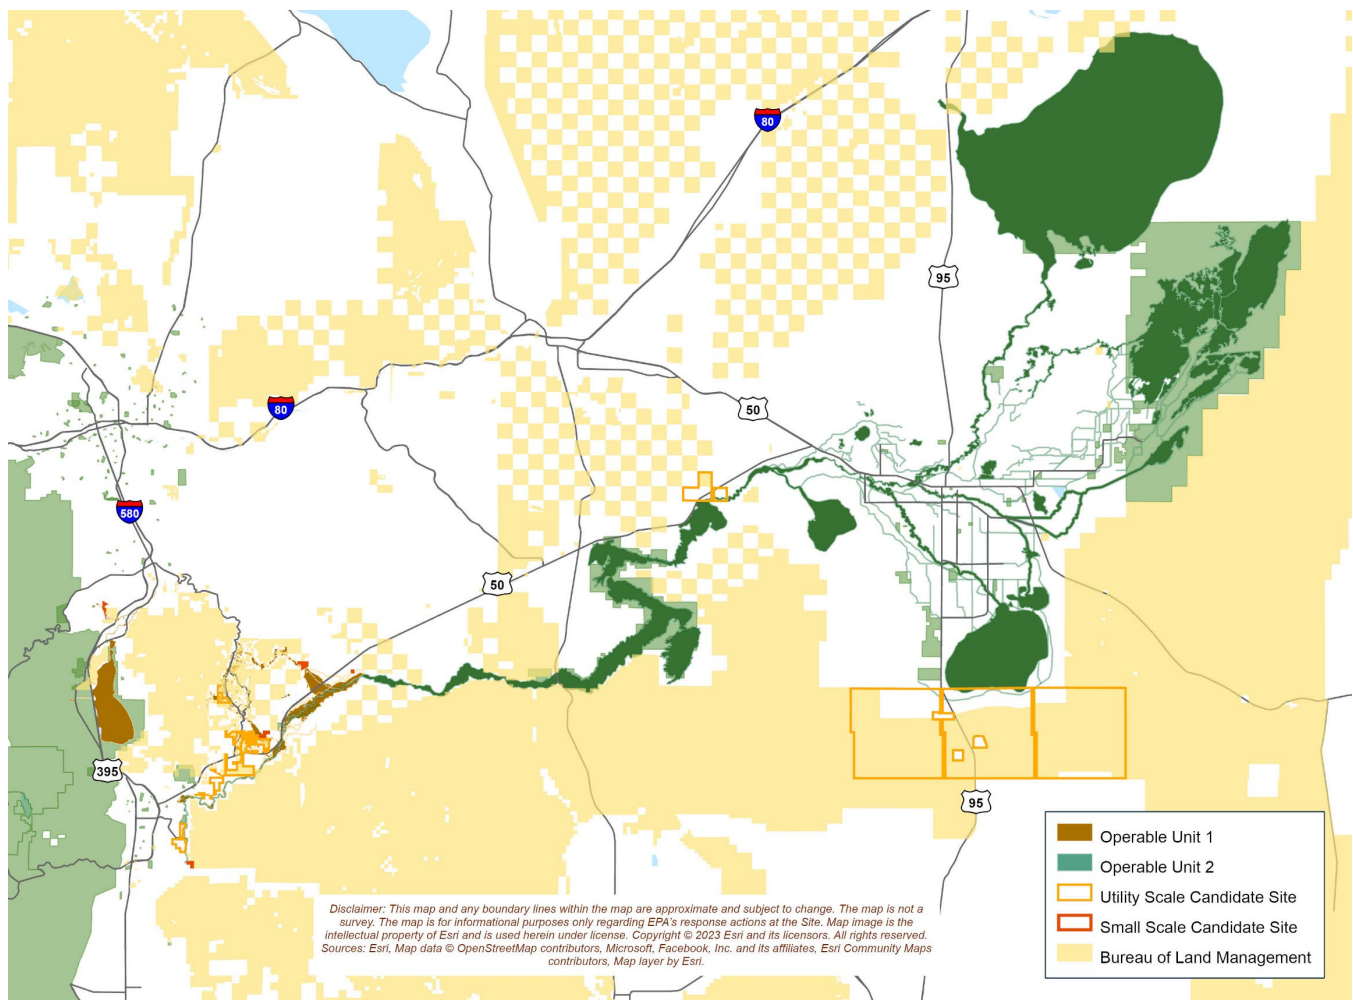 80
95
50
80
580
50
395
95
Operable Unit 1
Operable Unit 2
Utility Scale Candidate Site
Small Scale Candidate Site
Bureau of Land Management
Disclaimer: This map and any boundary lines within the map are approximate and subject to change. The map is not a
survey. The map is for informational purposes only regarding EPA's response actions at the Site. Map image is the
intellectual property of Esri and is used herein under license. Copyright © 2023 Esri and its licensors. All rights reserved.
Sources: Esri, Map data © OpenStreetMap contributors, Microsoft, Facebook, Inc. and its affiliates, Esri Community Maps
contributors, Map layer by Esri.